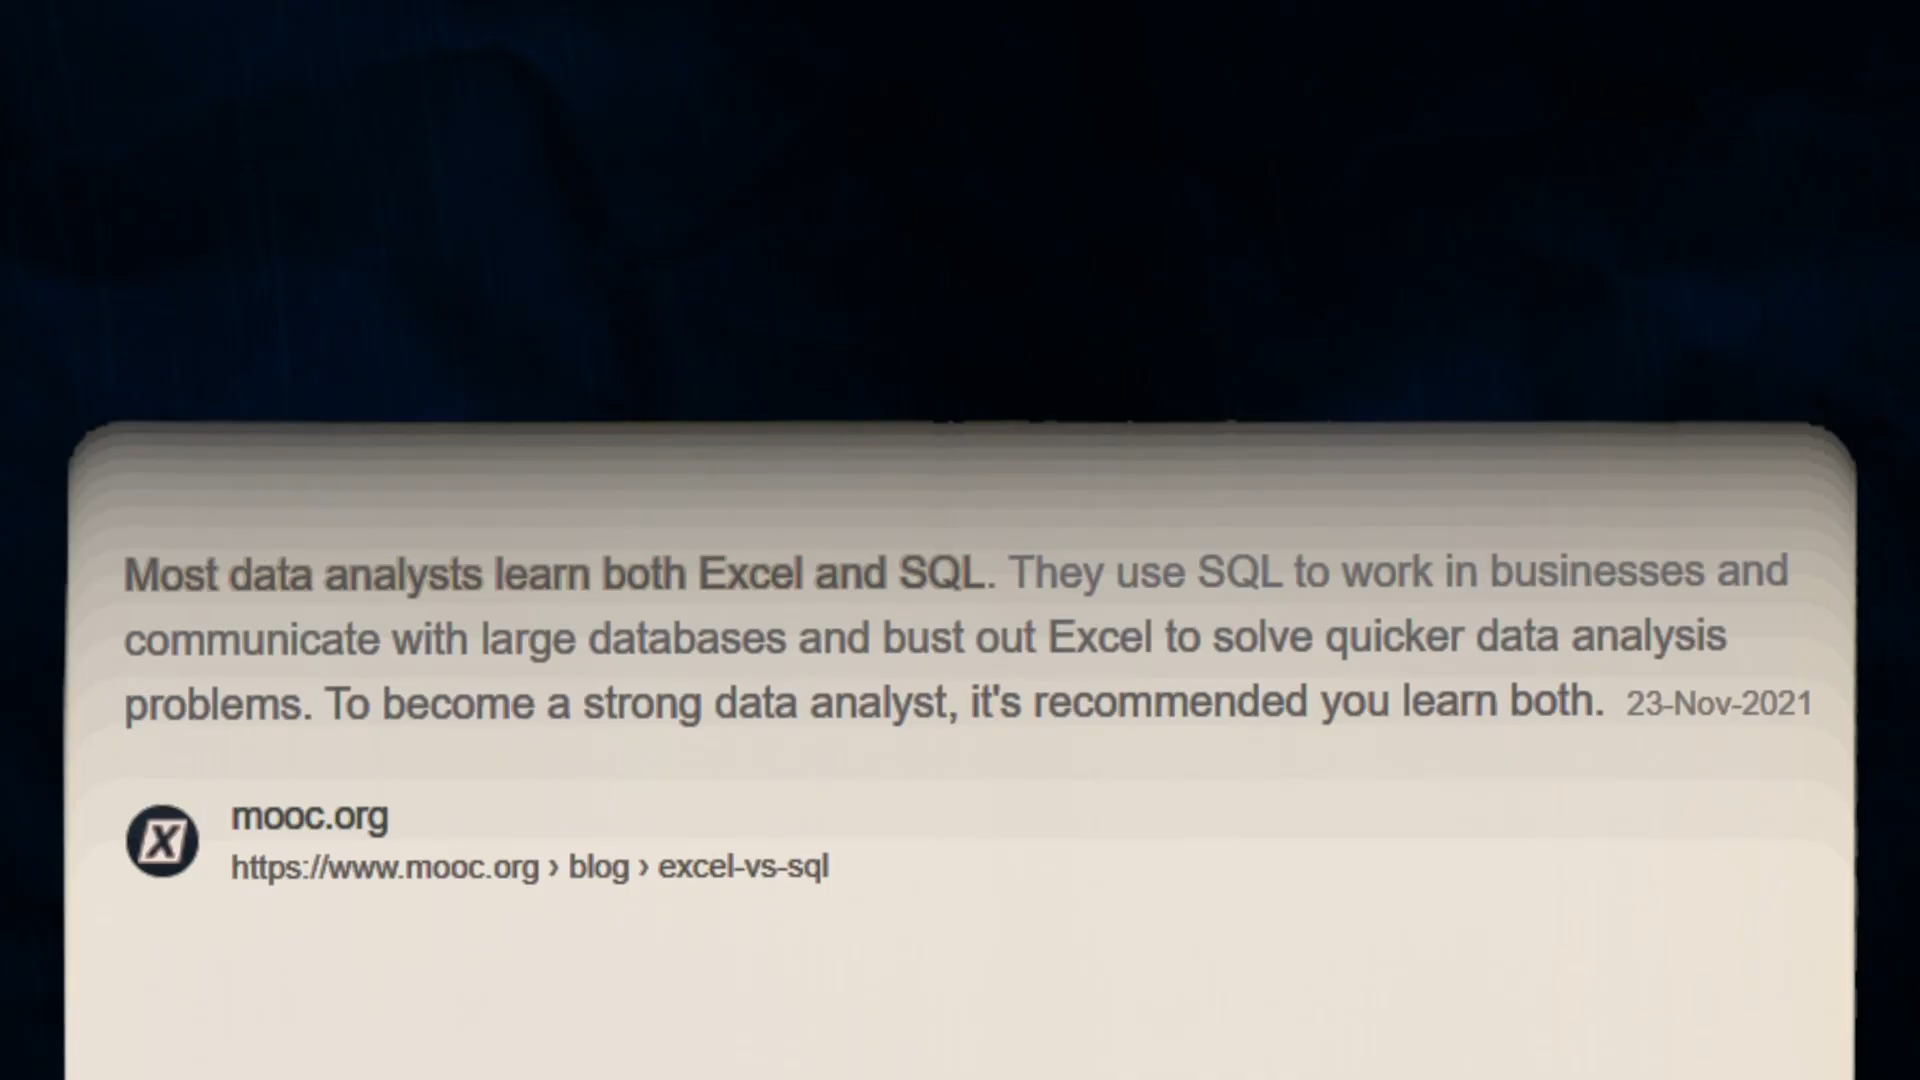 Most data analysts learn both Excel and SQL. They use SQL to work in businesses and
communicate with large databases and bust out Excel to solve quicker data analysis
problems. To become a strong data analyst, it's recommended you learn both. 23-Nov-2021
X
mooc.org
https://www.mooc.org › blog › excel-vs-sql